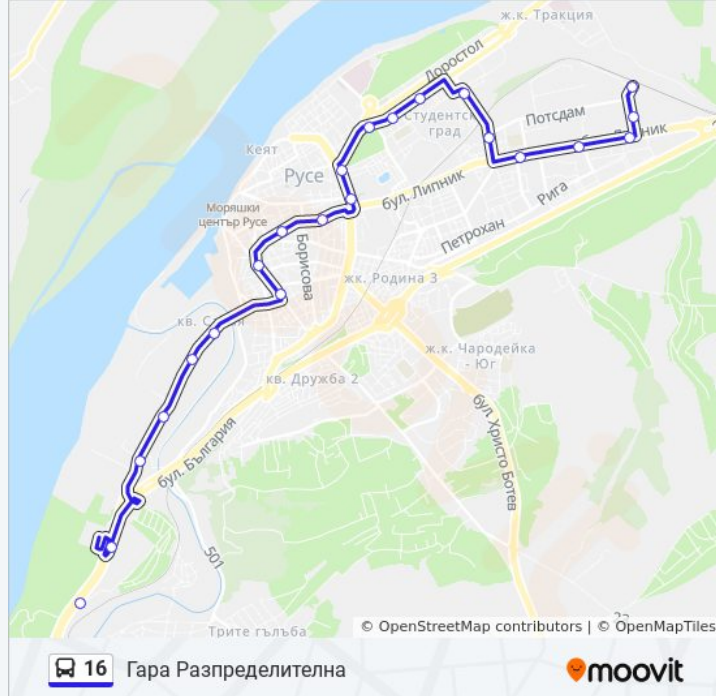 ж.к. Тракция
Доростол
Студентски
град
Потсдам
Кеят
Русе
бул. Липник
Рига
Моряшки
център Русе
Борисова
Петрохан
жк. Родина 3
ж.к. Чародейка
- Юг
кв. Дружба 2
бул. Христо Ботев
бул. България
501
Трите гълъба
© OpenStreetMap contributors | © OpenMapTiles
16 Гара Разпределителна
moovit